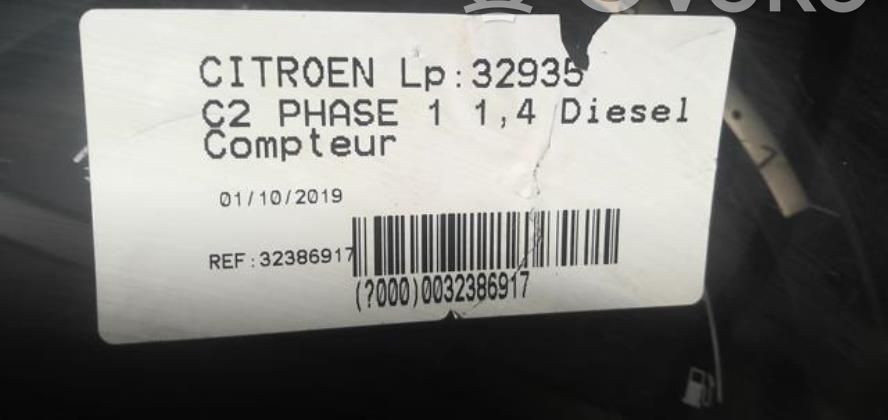 CITROEN Lp:32935
C2 PHASE 1 1,4 Diesel
Compteur
01/10/2019
REF:32386917
(?000)0032386917